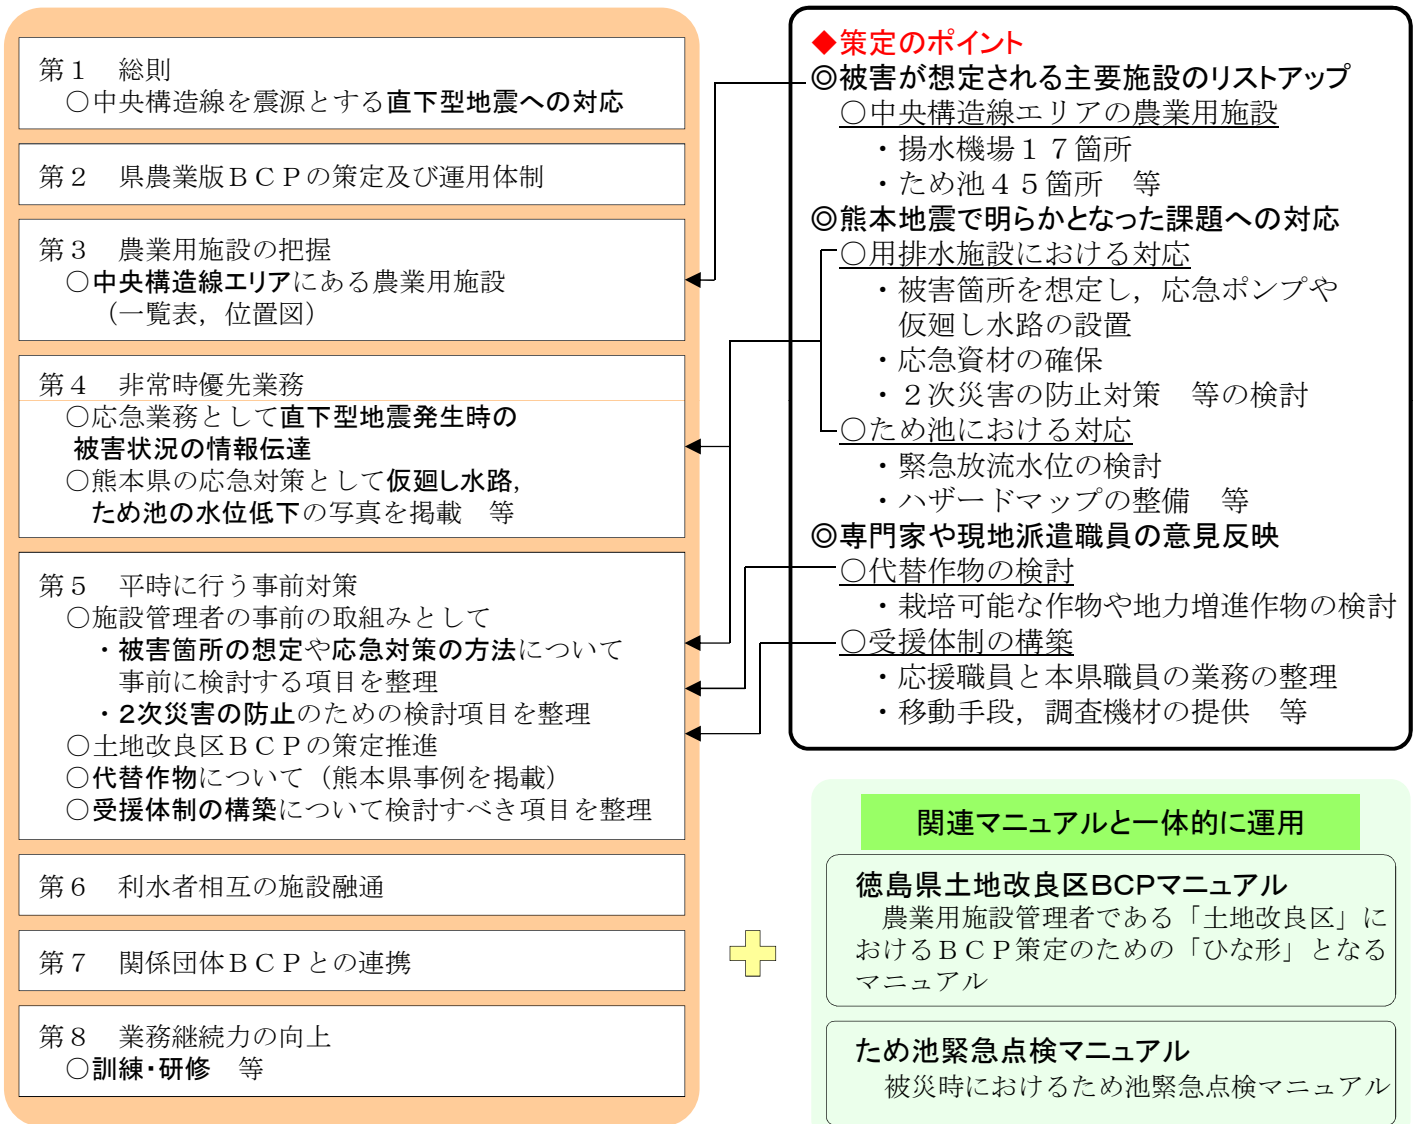 第１　総則
○中央構造線を震源とする直下型地震への対応
第２　県農業版ＢＣＰの策定及び運用体制
第３　農業用施設の把握
○中央構造線エリアにある農業用施設
（一覧表，位置図）
第４　非常時優先業務
○応急業務として直下型地震発生時の
被害状況の情報伝達
○熊本県の応急対策として仮廻し水路，
ため池の水位低下の写真を掲載　等
第５　平時に行う事前対策
○施設管理者の事前の取組みとして
・被害箇所の想定や応急対策の方法について
事前に検討する項目を整理
・２次災害の防止のための検討項目を整理
○土地改良区ＢＣＰの策定推進
○代替作物について（熊本県事例を掲載）
○受援体制の構築について検討すべき項目を整理
第６　利水者相互の施設融通
第７　関係団体ＢＣＰとの連携
第８　業務継続力の向上
○訓練・研修　等
◆策定のポイント
◎被害が想定される主要施設のリストアップ
○中央構造線エリアの農業用施設
・揚水機場１７箇所
・ため池４５箇所　等
◎熊本地震で明らかとなった課題への対応
○用排水施設における対応
・被害箇所を想定し，応急ポンプや
仮廻し水路の設置
・応急資材の確保
・２次災害の防止対策　等の検討
○ため池における対応
・緊急放流水位の検討
・ハザードマップの整備　等
◎専門家や現地派遣職員の意見反映
○代替作物の検討
・栽培可能な作物や地力増進作物の検討
○受援体制の構築
・応援職員と本県職員の業務の整理
・移動手段，調査機材の提供　等
関連マニュアルと一体的に運用
徳島県土地改良区BCPマニュアル
農業用施設管理者である「土地改良区」に
おけるＢＣＰ策定のための「ひな形」となる
マニュアル
ため池緊急点検マニュアル
被災時におけるため池緊急点検マニュアル